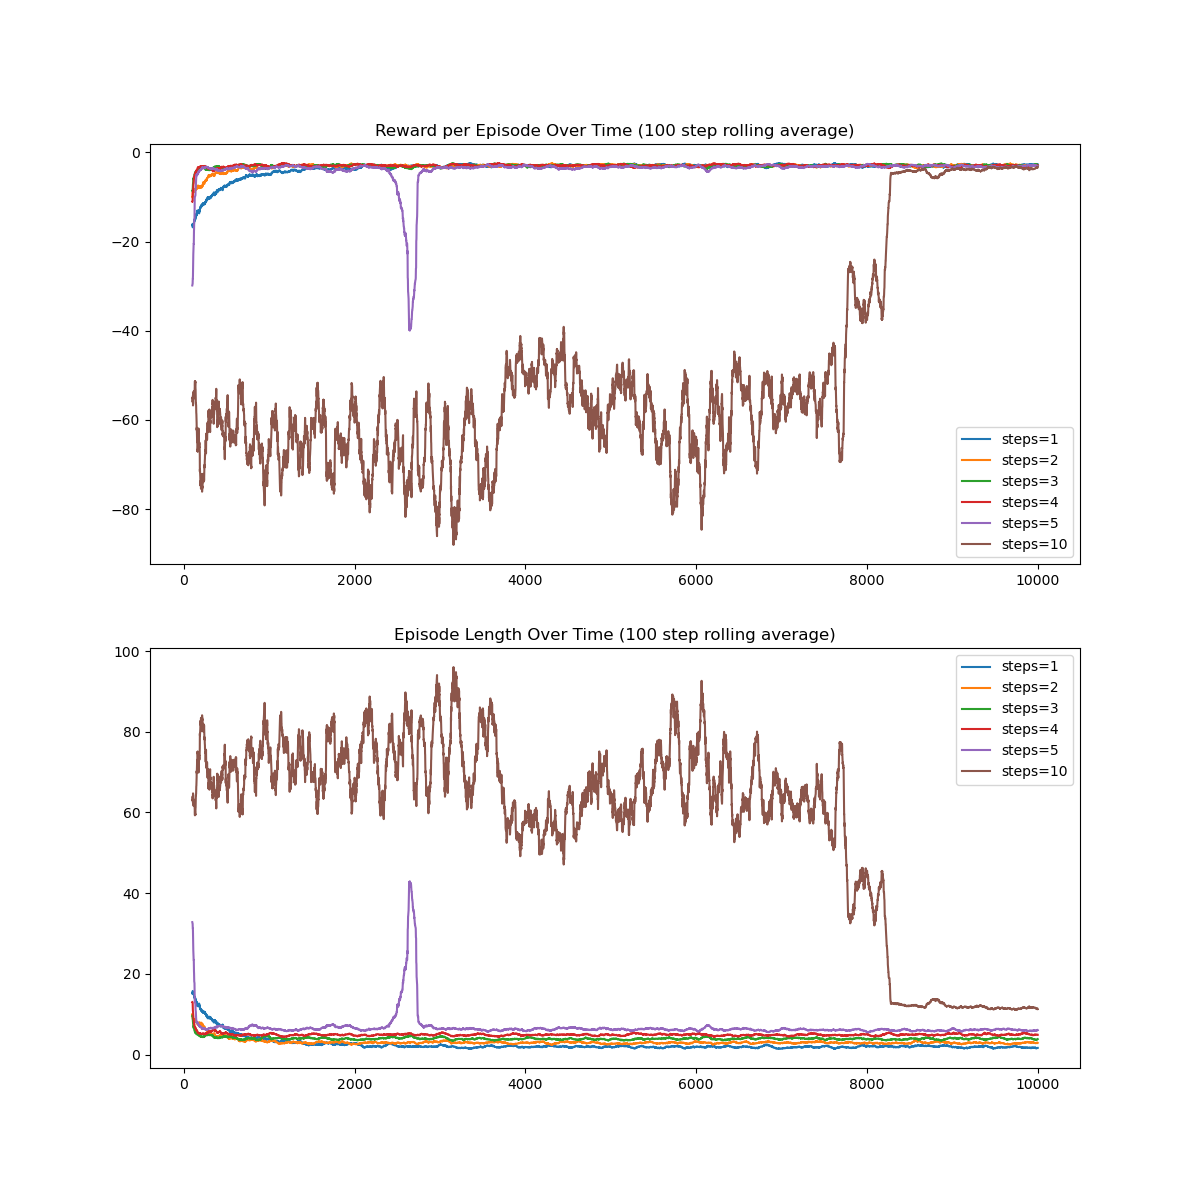 Reward per Episode Over Time (100 step rolling average)
0
−20
−40
−60
−80
steps=1
steps=2
steps=3
steps=4
steps=5
steps=10
0 2000 4000 6000 8000 10000
Episode Length Over Time (100 step rolling average)
100
80
60
40
20
0
steps=1
steps=2
steps=3
steps=4
steps=5
steps=10
0 2000 4000 6000 8000 10000